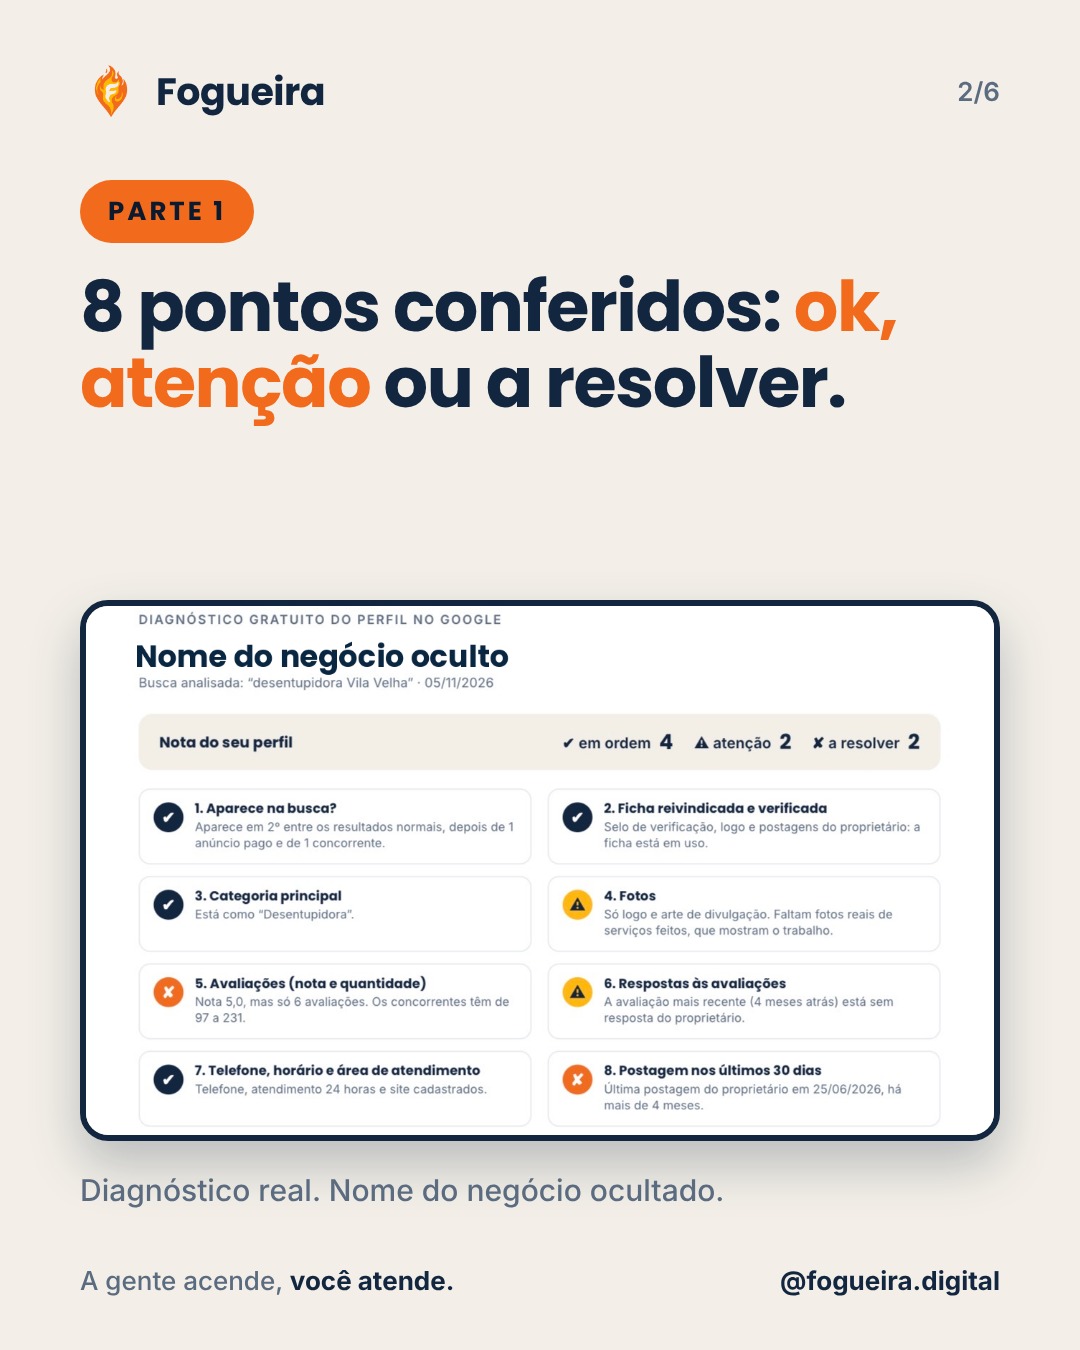 Fogueira
2/6
PARTE 1
8 pontos conferidos: ok,
atenção ou a resolver.
DIAGNÓSTICO GRATUITO DO PERFIL NO GOOGLE
Nome do negócio oculto
Busca analisada: “desentupidora Vila Velha” · 05/11/2026
Nota do seu perfil
✔ em ordem 4 ⚠ atenção 2 ✘ a resolver 2
1. Aparece na busca?
Aparece em 2º entre os resultados normais, depois de 1
anúncio pago e de 1 concorrente.
2. Ficha reivindicada e verificada
Selo de verificação, logo e postagens do proprietário: a
ficha está em uso.
3. Categoria principal
Está como “Desentupidora”.
4. Fotos
Só logo e arte de divulgação. Faltam fotos reais de
serviços feitos, que mostram o trabalho.
5. Avaliações (nota e quantidade)
Nota 5,0, mas só 6 avaliações. Os concorrentes têm de
97 a 231.
6. Respostas às avaliações
A avaliação mais recente (4 meses atrás) está sem
resposta do proprietário.
7. Telefone, horário e área de atendimento
Telefone, atendimento 24 horas e site cadastrados.
8. Postagem nos últimos 30 dias
Última postagem do proprietário em 25/06/2026, há
mais de 4 meses.
Diagnóstico real. Nome do negócio ocultado.
A gente acende, você atende.
@fogueira.digital